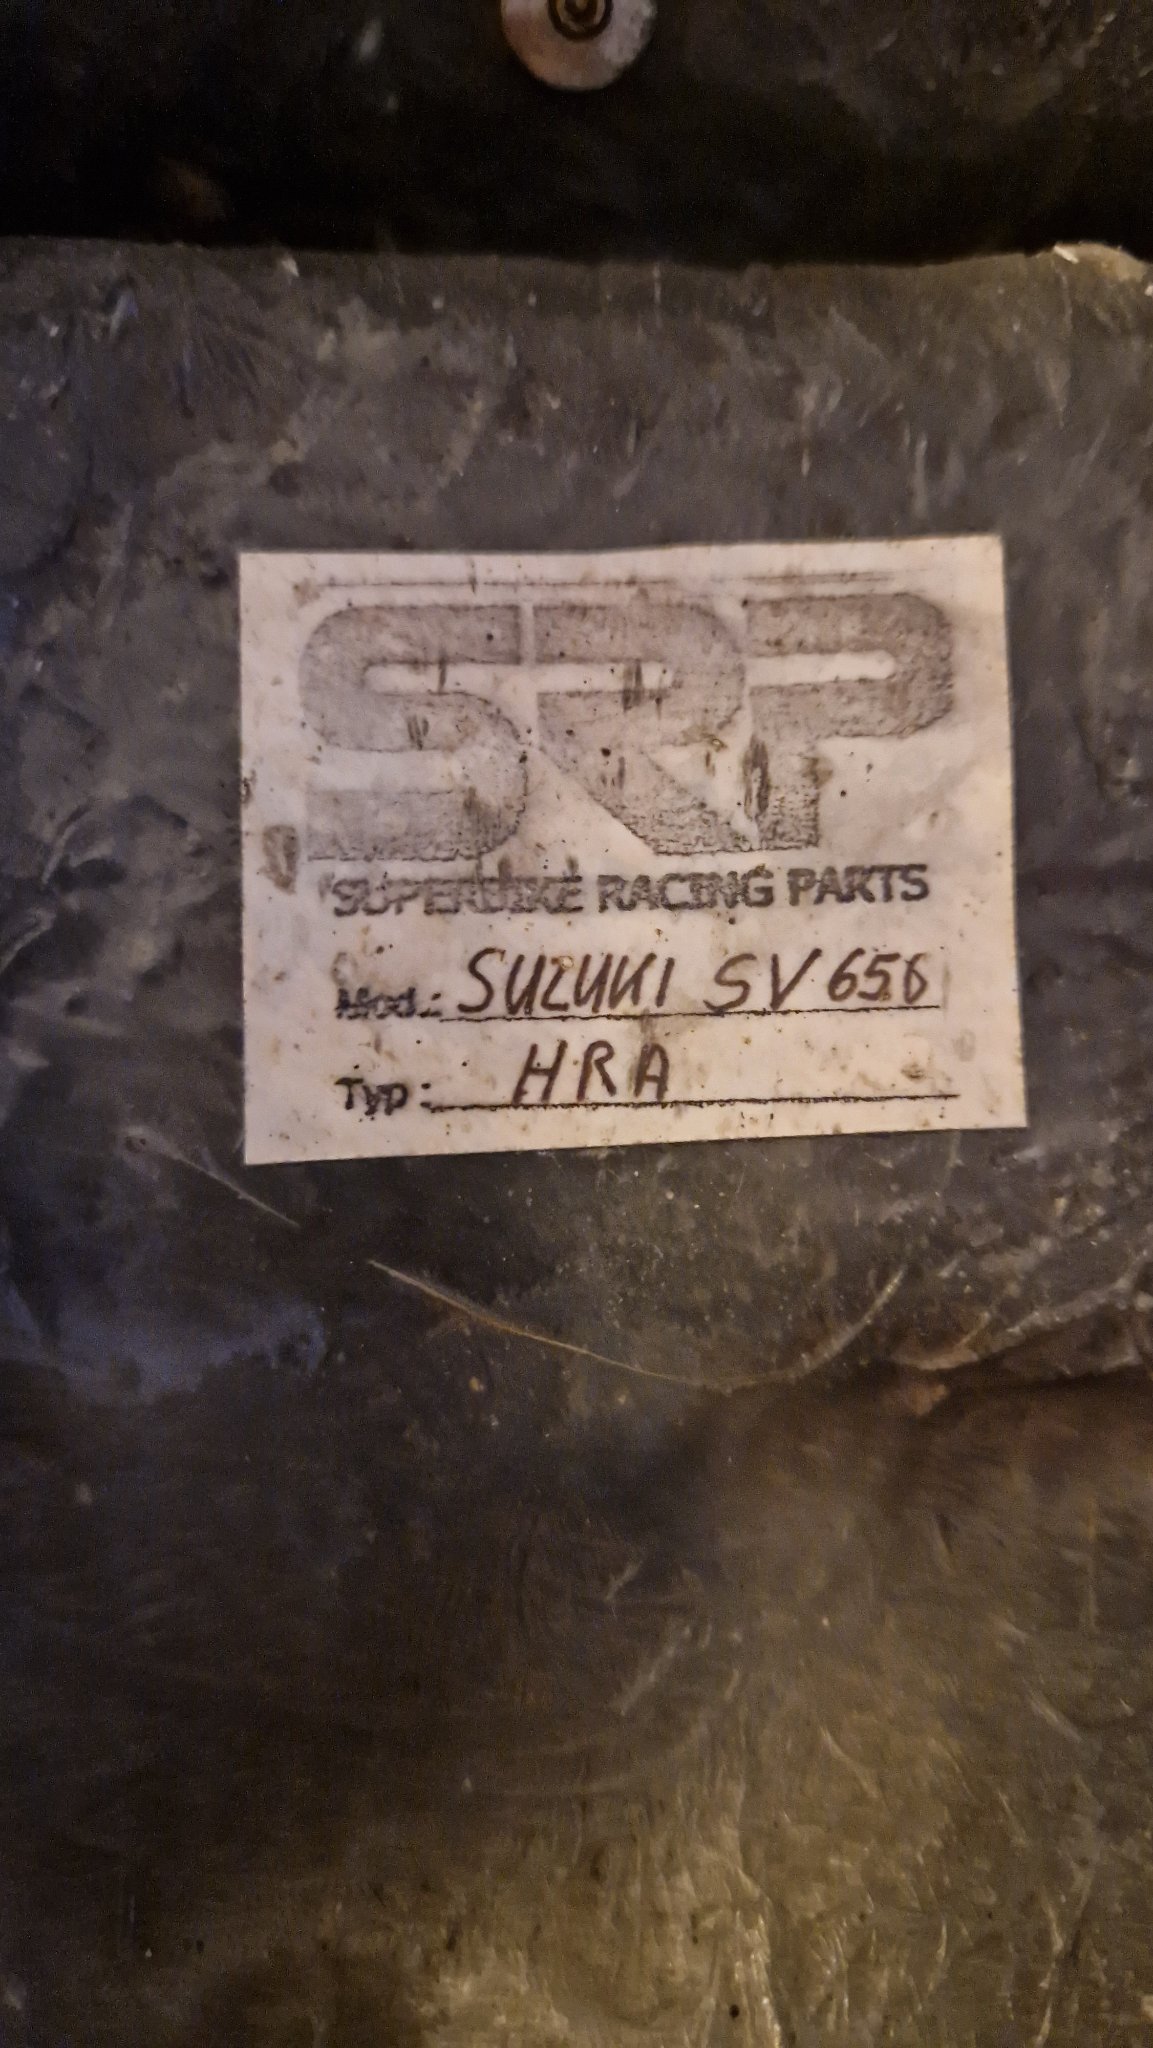 SRP
SUPERBIKE RACING PARTS
Mod.: SUZUKI SV 650
Typ: HRA